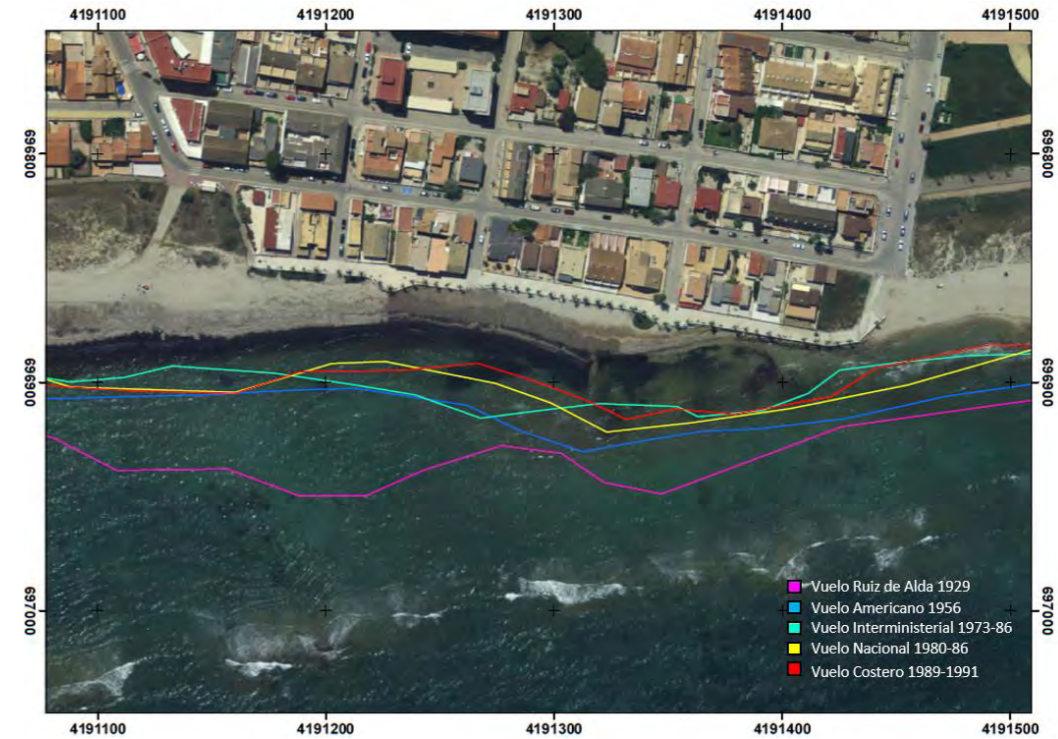 4191100 4191200 4191300 4191400 4191500
696800 696800
696900 696900
697000 697000
Vuelo Ruiz de Alda 1929
Vuelo Americano 1956
Vuelo Interministerial 1973-86
Vuelo Nacional 1980-86
Vuelo Costero 1989-1991
4191100 4191200 4191300 4191400 4191500